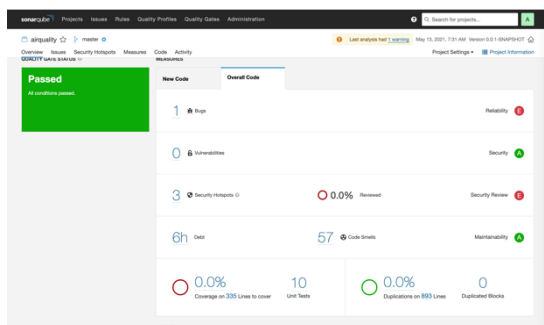 sonarqube Projects Issues Rules Quality Profiles Quality Gates Administration Search for projects... A
airquality master Last analysis had 1 warning May 13, 2021, 7:31 AM Version 0.0.1-SNAPSHOT
Overview Issues Security Hotspots Measures Code Activity Project Settings Project Information
QUALITY GATE STATUS MEASURES
Passed
All conditions passed.
New Code Overall Code
1 Bugs Reliability E
0 Vulnerabilities Security A
3 Security Hotspots 0.0% Reviewed Security Review E
6h Debt 57 Code Smells Maintainability A
0.0% 10 0.0% 0
Coverage on 335 Lines to cover Unit Tests Duplications on 893 Lines Duplicated Blocks